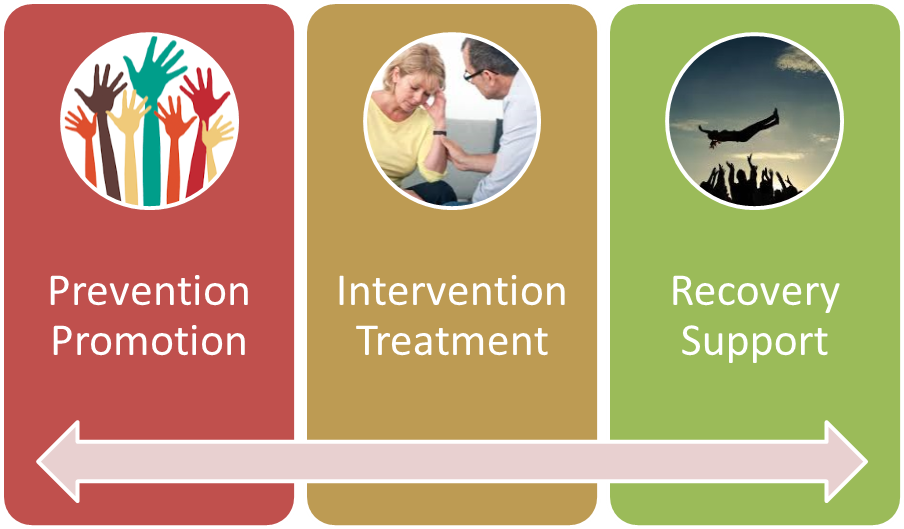 Prevention
Promotion
Intervention
Treatment
Recovery
Support